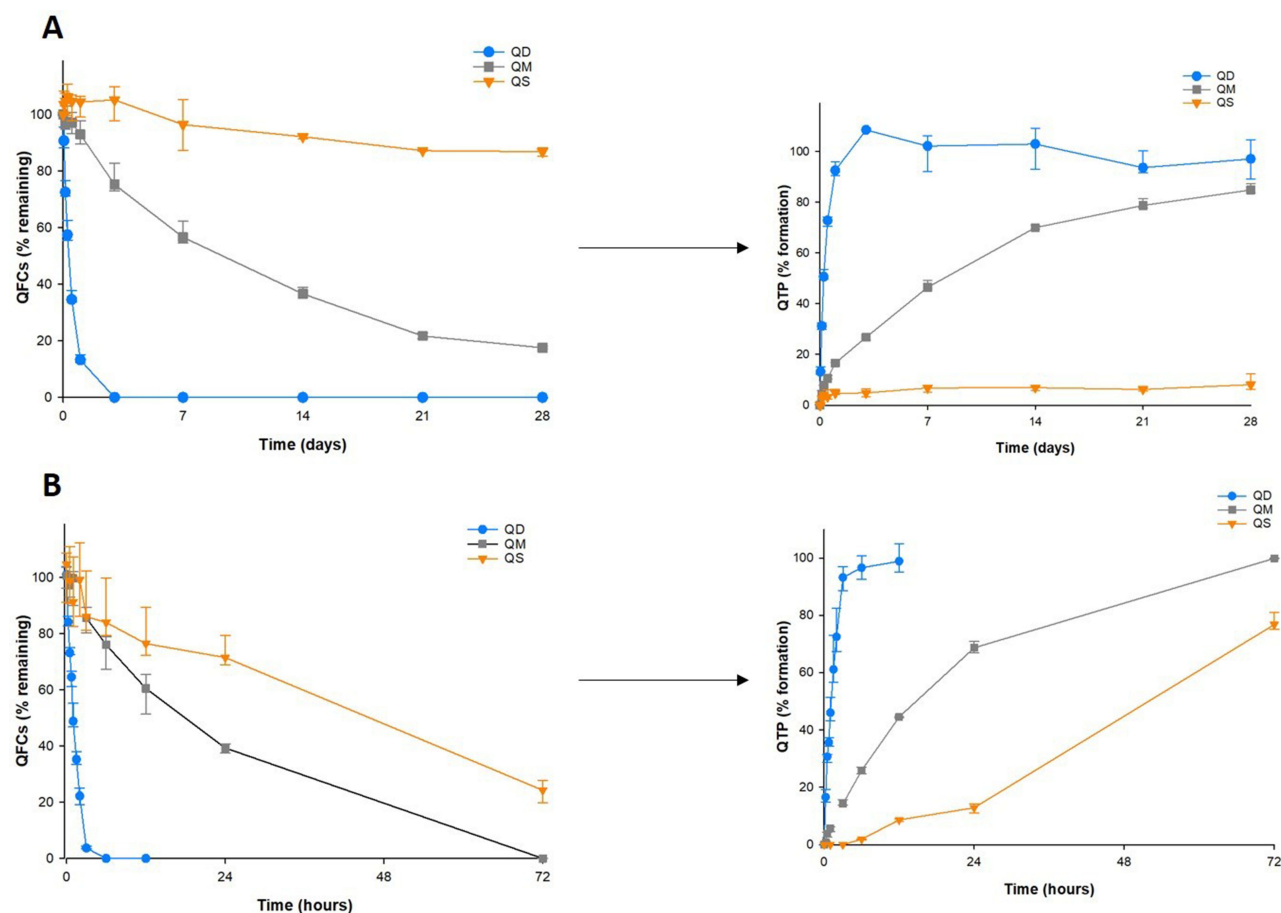 A
QD
QM
QS
QFCs (% remaining)
100
80
60
40
20
0
0 7 14 21 28
Time (days)
QD
QM
QS
QTP (% formation)
100
80
60
40
20
0
0 7 14 21 28
Time (days)
B
QD
QM
QS
QFCs (% remaining)
100
80
60
40
20
0
0 24 48 72
Time (hours)
QD
QM
QS
QTP (% formation)
100
80
60
40
20
0
0 24 48 72
Time (hours)